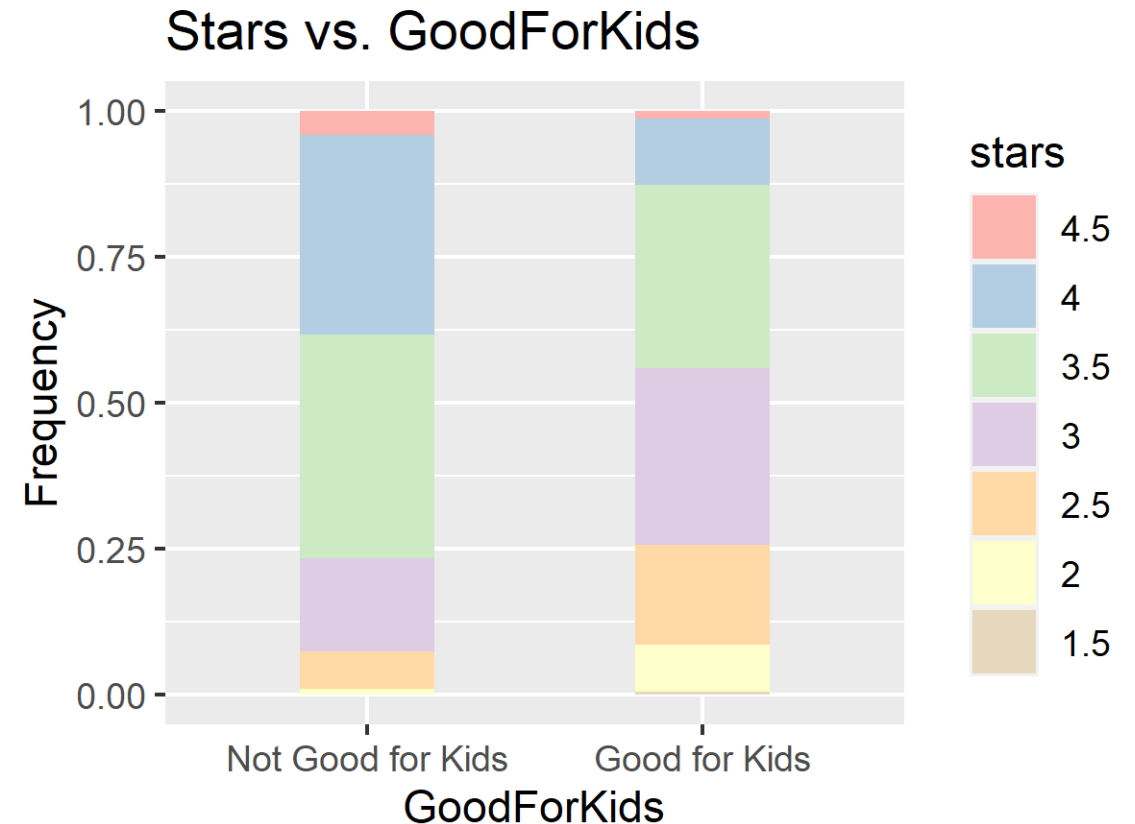 Stars vs. GoodForKids
1.00
0.75
0.50
0.25
0.00
Frequency
Not Good for Kids
Good for Kids
GoodForKids
stars
4.5
4
3.5
3
2.5
2
1.5